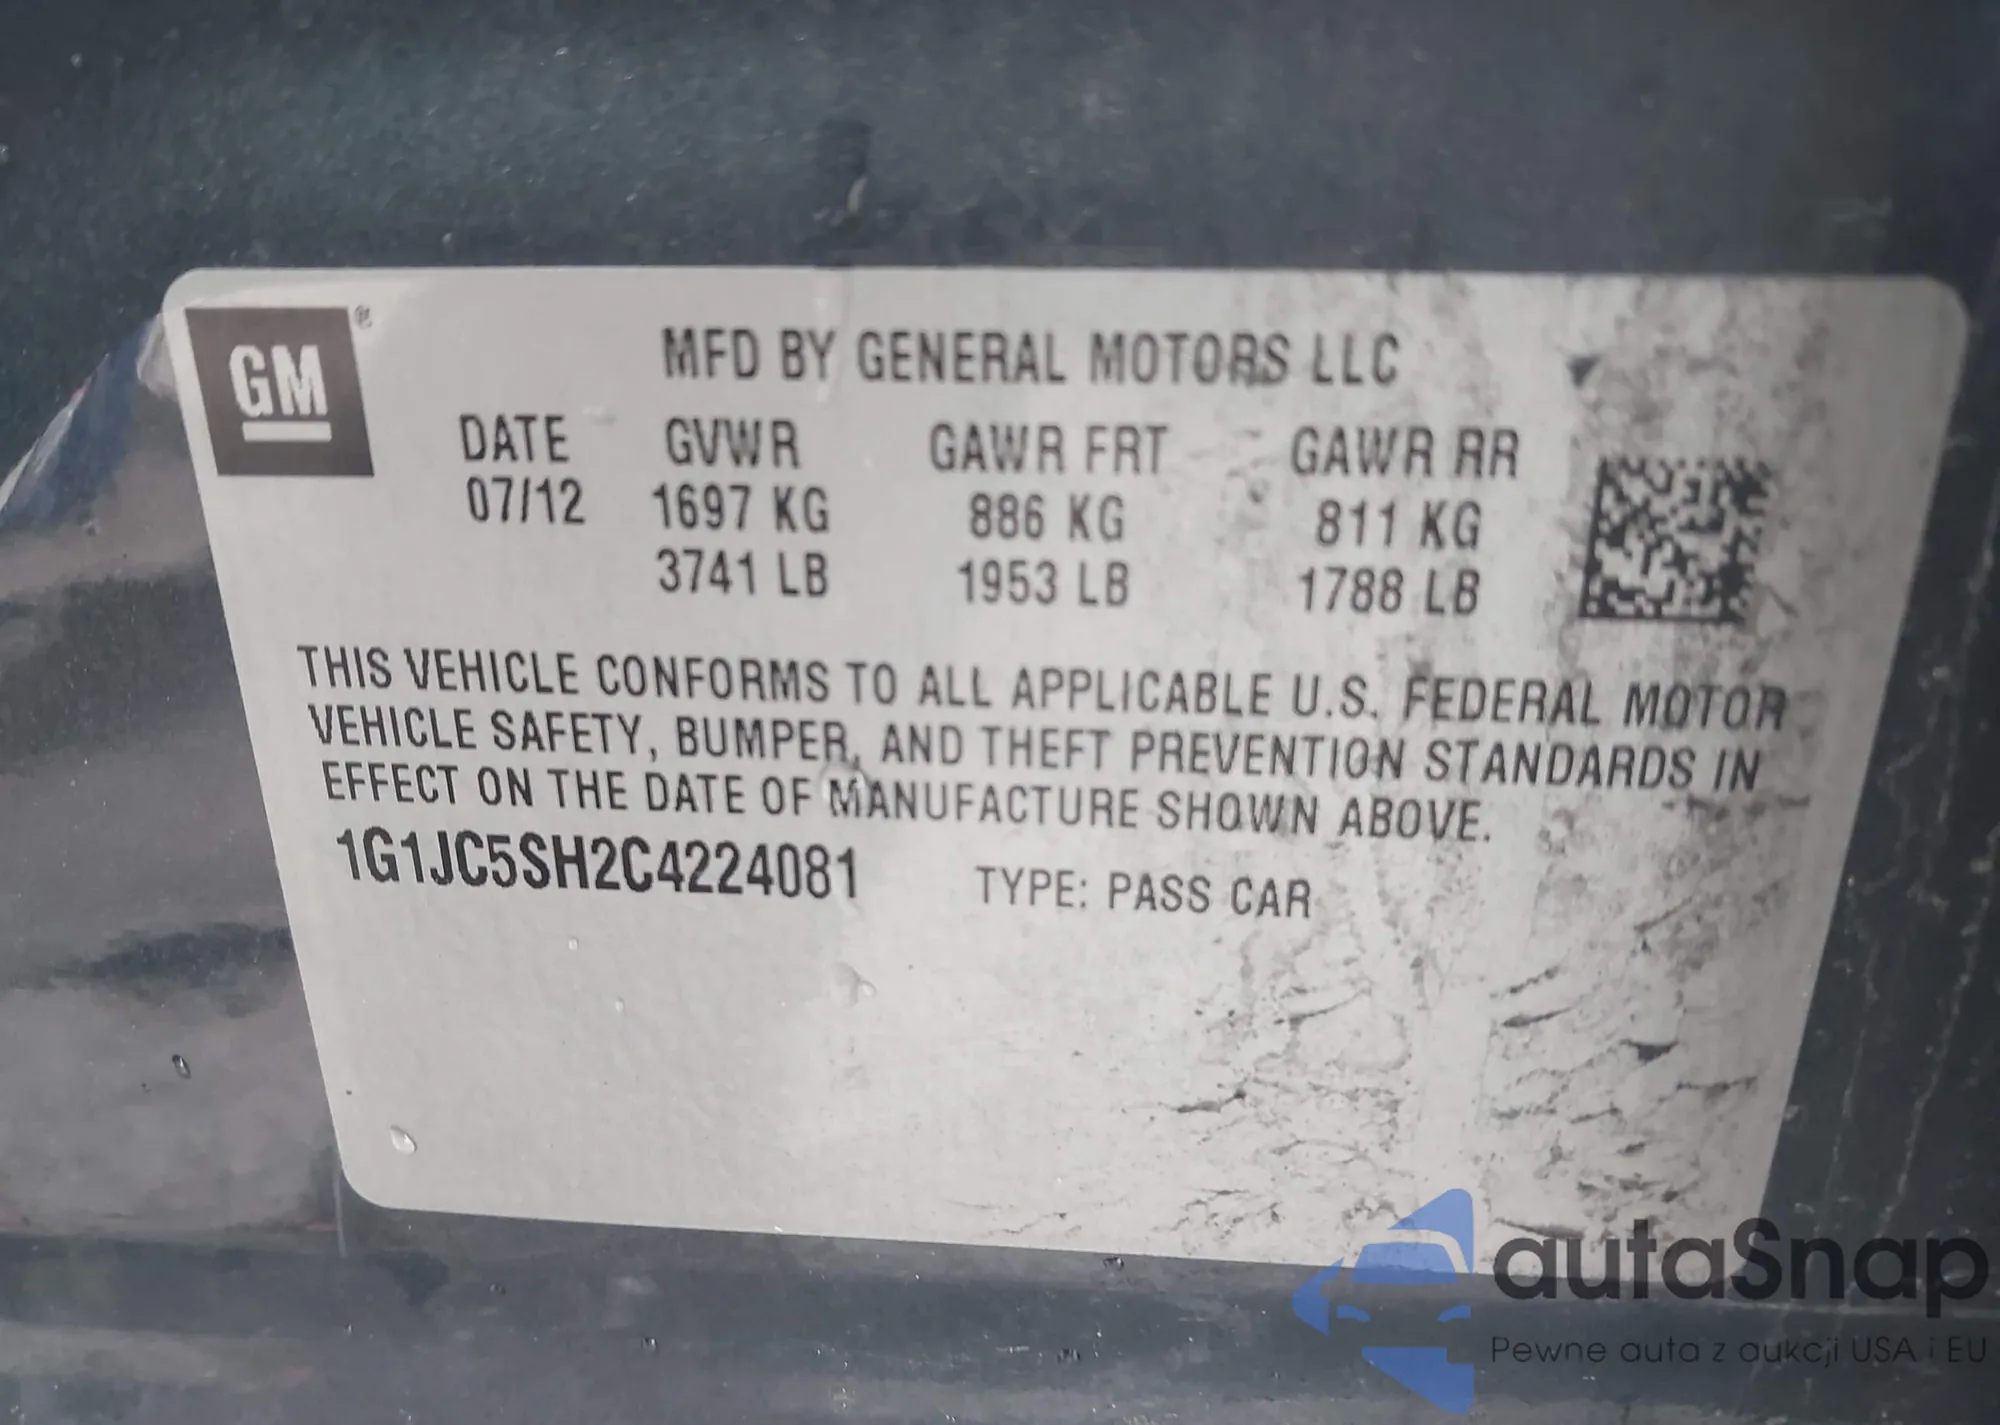 GM ®
MFD BY GENERAL MOTORS LLC
DATE GVWR GAWR FRT GAWR RR
07/12 1697 KG 886 KG 811 KG
3741 LB 1953 LB 1788 LB
THIS VEHICLE CONFORMS TO ALL APPLICABLE U.S. FEDERAL MOTOR
VEHICLE SAFETY, BUMPER, AND THEFT PREVENTION STANDARDS IN
EFFECT ON THE DATE OF MANUFACTURE SHOWN ABOVE.
1G1JC5SH2C4224081 TYPE: PASS CAR
autaSnap
Pewne auta z aukcji USA i EU